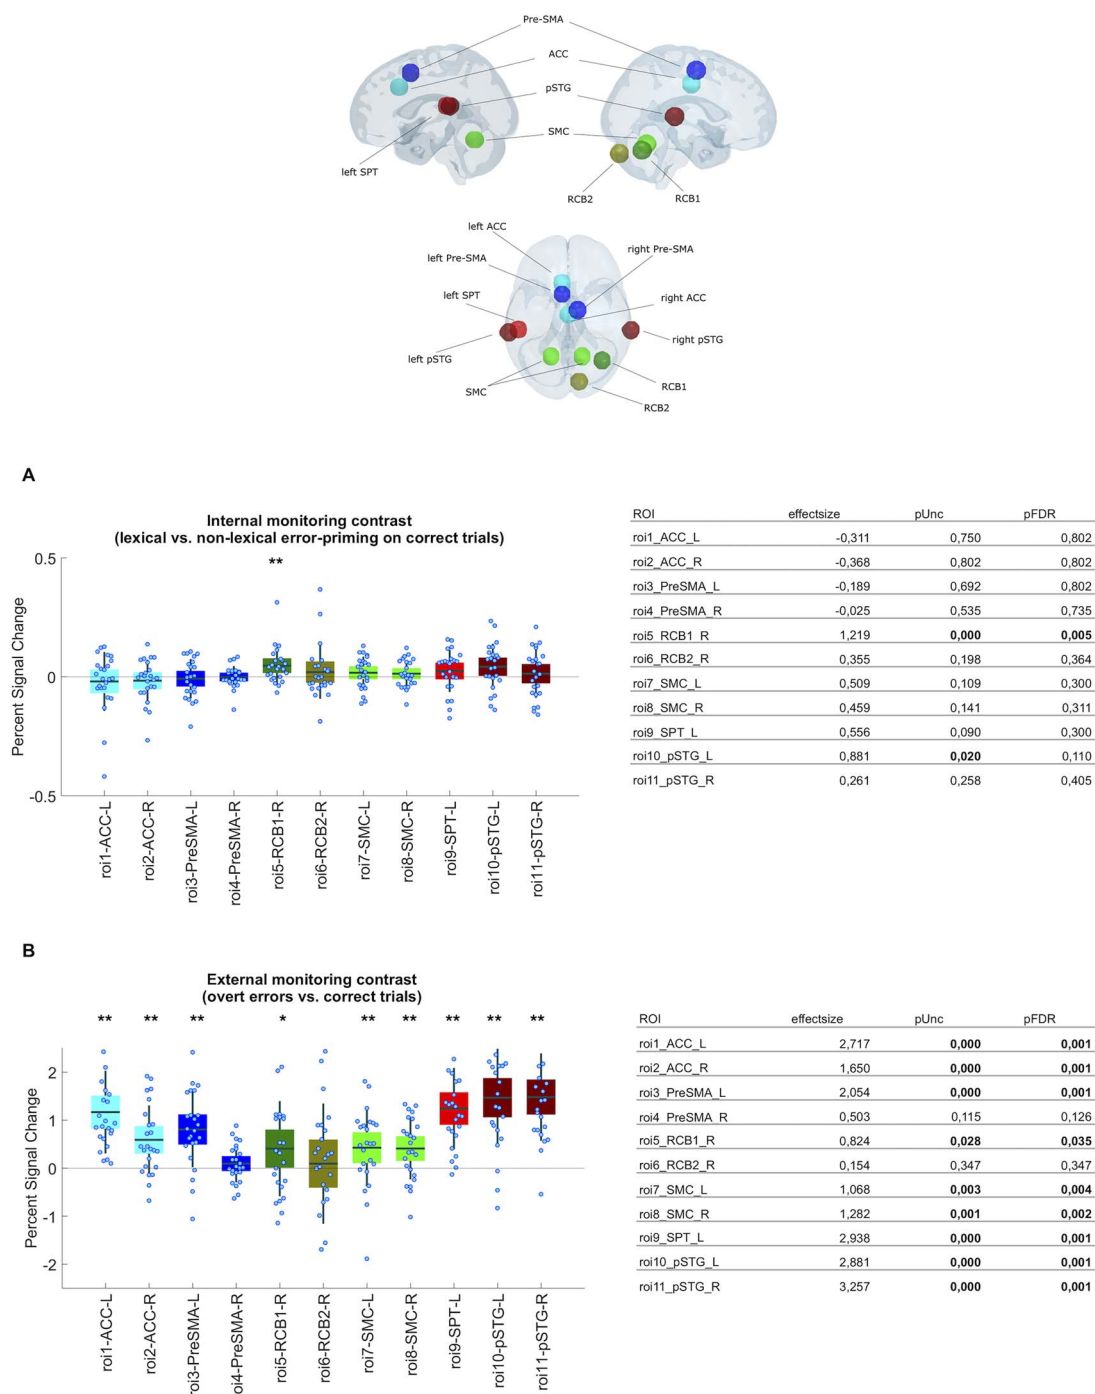 Pre-SMA
ACC
pSTG
SMC
left SPT
RCB2
RCB1
left ACC
left Pre-SMA
right Pre-SMA
left SPT
right ACC
left pSTG
right pSTG
SMC
RCB1
RCB2
A
Internal monitoring contrast
(lexical vs. non-lexical error-priming on correct trials)
**
0.5
0
-0.5
Percent Signal Change
roi1-ACC-L
roi2-ACC-R
roi3-PreSMA-L
roi4-PreSMA-R
roi5-RCB1-R
roi6-RCB2-R
roi7-SMC-L
roi8-SMC-R
roi9-SPT-L
roi10-pSTG-L
roi11-pSTG-R
ROI effectsize pUnc pFDR
roi1_ACC_L -0,311 0,750 0,802
roi2_ACC_R -0,368 0,802 0,802
roi3_PreSMA_L -0,189 0,692 0,802
roi4_PreSMA_R -0,025 0,535 0,735
roi5_RCB1_R 1,219 0,000 0,005
roi6_RCB2_R 0,355 0,198 0,364
roi7_SMC_L 0,509 0,109 0,300
roi8_SMC_R 0,459 0,141 0,311
roi9_SPT_L 0,556 0,090 0,300
roi10_pSTG_L 0,881 0,020 0,110
roi11_pSTG_R 0,261 0,258 0,405
B
External monitoring contrast
(overt errors vs. correct trials)
** ** ** * ** ** ** ** **
2
1
0
-1
-2
Percent Signal Change
roi1-ACC-L
roi2-ACC-R
roi3-PreSMA-L
roi4-PreSMA-R
roi5-RCB1-R
roi6-RCB2-R
roi7-SMC-L
roi8-SMC-R
roi9-SPT-L
roi10-pSTG-L
roi11-pSTG-R
ROI effectsize pUnc pFDR
roi1_ACC_L 2,717 0,000 0,001
roi2_ACC_R 1,650 0,000 0,001
roi3_PreSMA_L 2,054 0,000 0,001
roi4_PreSMA_R 0,503 0,115 0,126
roi5_RCB1_R 0,824 0,028 0,035
roi6_RCB2_R 0,154 0,347 0,347
roi7_SMC_L 1,068 0,003 0,004
roi8_SMC_R 1,282 0,001 0,002
roi9_SPT_L 2,938 0,000 0,001
roi10_pSTG_L 2,881 0,000 0,001
roi11_pSTG_R 3,257 0,000 0,001